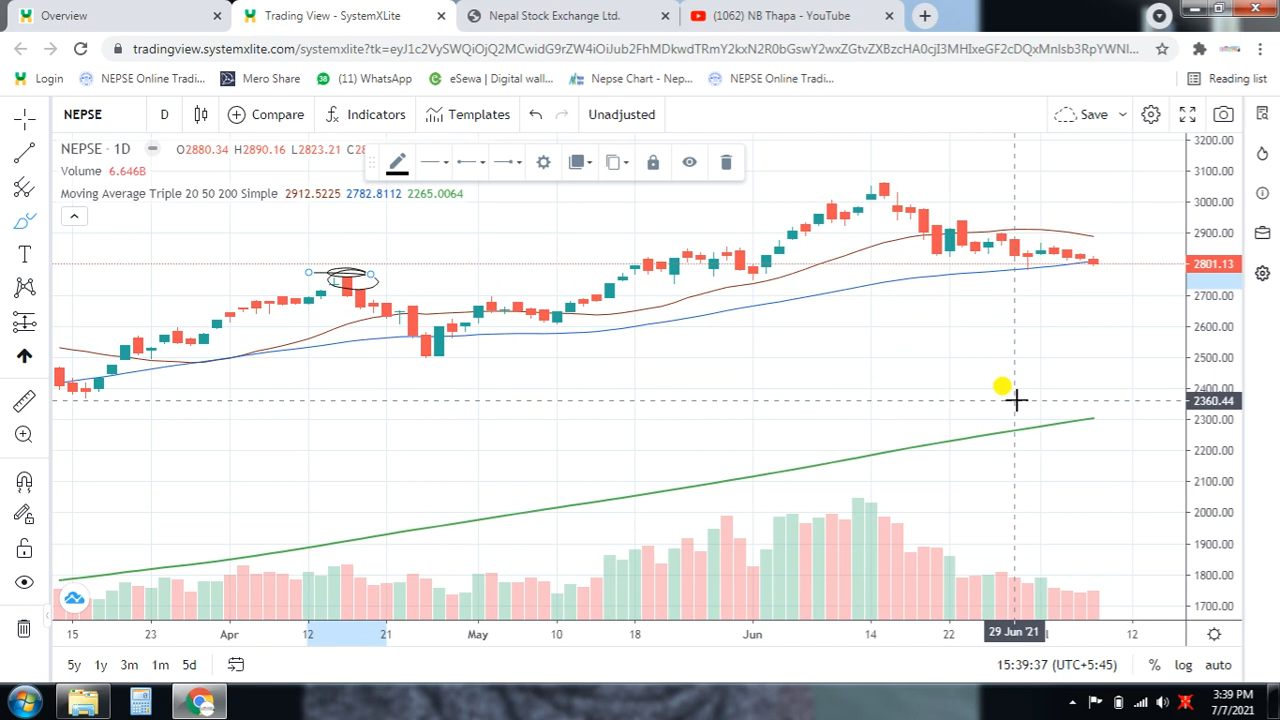 Overview
Trading View - SystemXLite
Nepal Stock Exchange Ltd.
(1062) NB Thapa - YouTube
Login
NEPSE Online Tradi...
Mero Share
38
(11) WhatsApp
eSewa | Digital wall...
Nepse Chart - Nep...
NEPSE Online Tradi...
Reading list
NEPSE
D
Compare
Indicators
Templates
Unadjusted
Save
NEPSE · 1D
O2880.34 H2890.16 L2823.21
Volume 6.646B
Moving Average Triple 20 50 200 Simple 2912.5225 2782.8112 2265.0064
3200.00
3100.00
3000.00
2900.00
2801.13
2700.00
2600.00
2500.00
2400.00
2360.44
2300.00
2200.00
2100.00
2000.00
1900.00
1800.00
1700.00
15
23
Apr
12
21
May
10
18
Jun
14
22
29 Jun '21
12
5y
1y
3m
1m
5d
15:39:37 (UTC+5:45)
%
log
auto
3:39 PM
7/7/2021